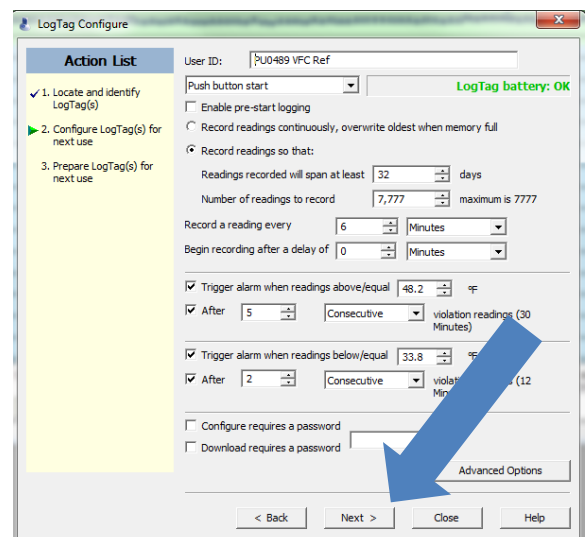 LogTag Configure
Action List
1. Locate and identify
LogTag(s)
2. Configure LogTag(s) for
next use
3. Prepare LogTag(s) for
next use
User ID: PU0489 VFC Ref
Push button start
LogTag battery: OK
Enable pre-start logging
Record readings continuously, overwrite oldest when memory full
Record readings so that:
Readings recorded will span at least 32 days
Number of readings to record 7,777 maximum is 7777
Record a reading every 6 Minutes
Begin recording after a delay of 0 Minutes
Trigger alarm when readings above/equal 48.2 °F
After 5 Consecutive violation readings (30
Minutes)
Trigger alarm when readings below/equal 33.8 °F
After 2 Consecutive (12
Configure requires a password
Download requires a password
Advanced Options
< Back Next > Close Help